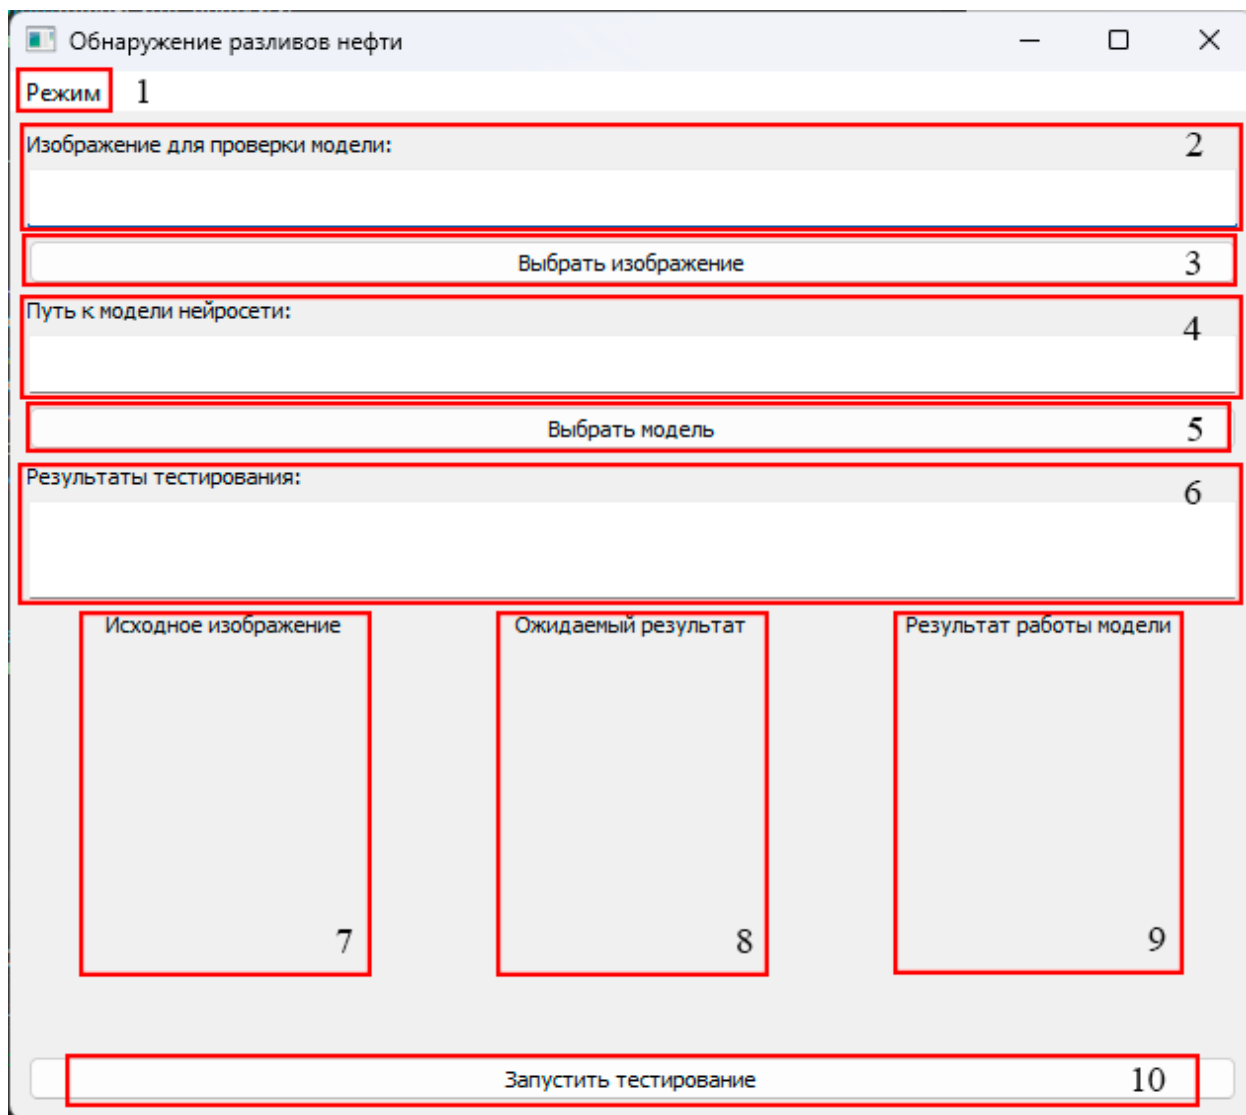 Обнаружение разливов нефти
Режим 1
Изображение для проверки модели: 2
Выбрать изображение 3
Путь к модели нейросети: 4
Выбрать модель 5
Результаты тестирования: 6
Исходное изображение Ожидаемый результат Результат работы модели
7 8 9
Запустить тестирование 10